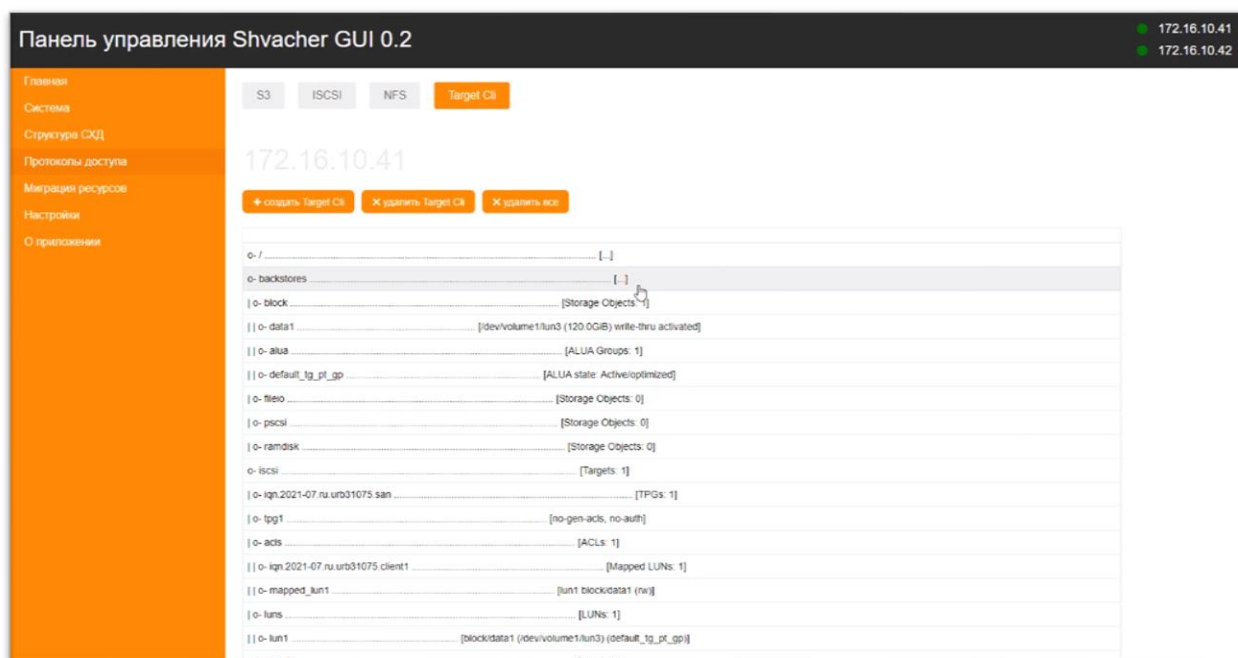 Панель управления Shvacher GUI 0.2
172.16.10.41
172.16.10.42
Главная
Система
Структура СХД
Протоколы доступа
Миграция ресурсов
Настройки
О приложении
S3 ISCSI NFS Target Cli
172.16.10.41
+ создать Target Cli × удалить Target Cli × удалить все
o- / ..... [...]
o- backstores ..... [...]
| o- block ..... [Storage Objects: 1]
| | o- data1 ..... [/dev/volume1/lun3 (120.0GiB) write-thru activated]
| | o- alua ..... [ALUA Groups: 1]
| | o- default_tg_pt_gp ..... [ALUA state: Active/optimized]
| o- fileio ..... [Storage Objects: 0]
| o- pscsi ..... [Storage Objects: 0]
| o- ramdisk ..... [Storage Objects: 0]
o- iscsi ..... [Targets: 1]
| o- iqn.2021-07.ru.urb31075.san ..... [TPGs: 1]
| o- tpg1 ..... [no-gen-acls, no-auth]
| o- acls ..... [ACLs: 1]
| | o- iqn.2021-07.ru.urb31075.client1 ..... [Mapped LUNs: 1]
| | o- mapped_lun1 ..... [lun1 block/data1 (rw)]
| o- luns ..... [LUNs: 1]
| | o- lun1 ..... [block/data1 (/dev/volume1/lun3) (default_tg_pt_gp)]